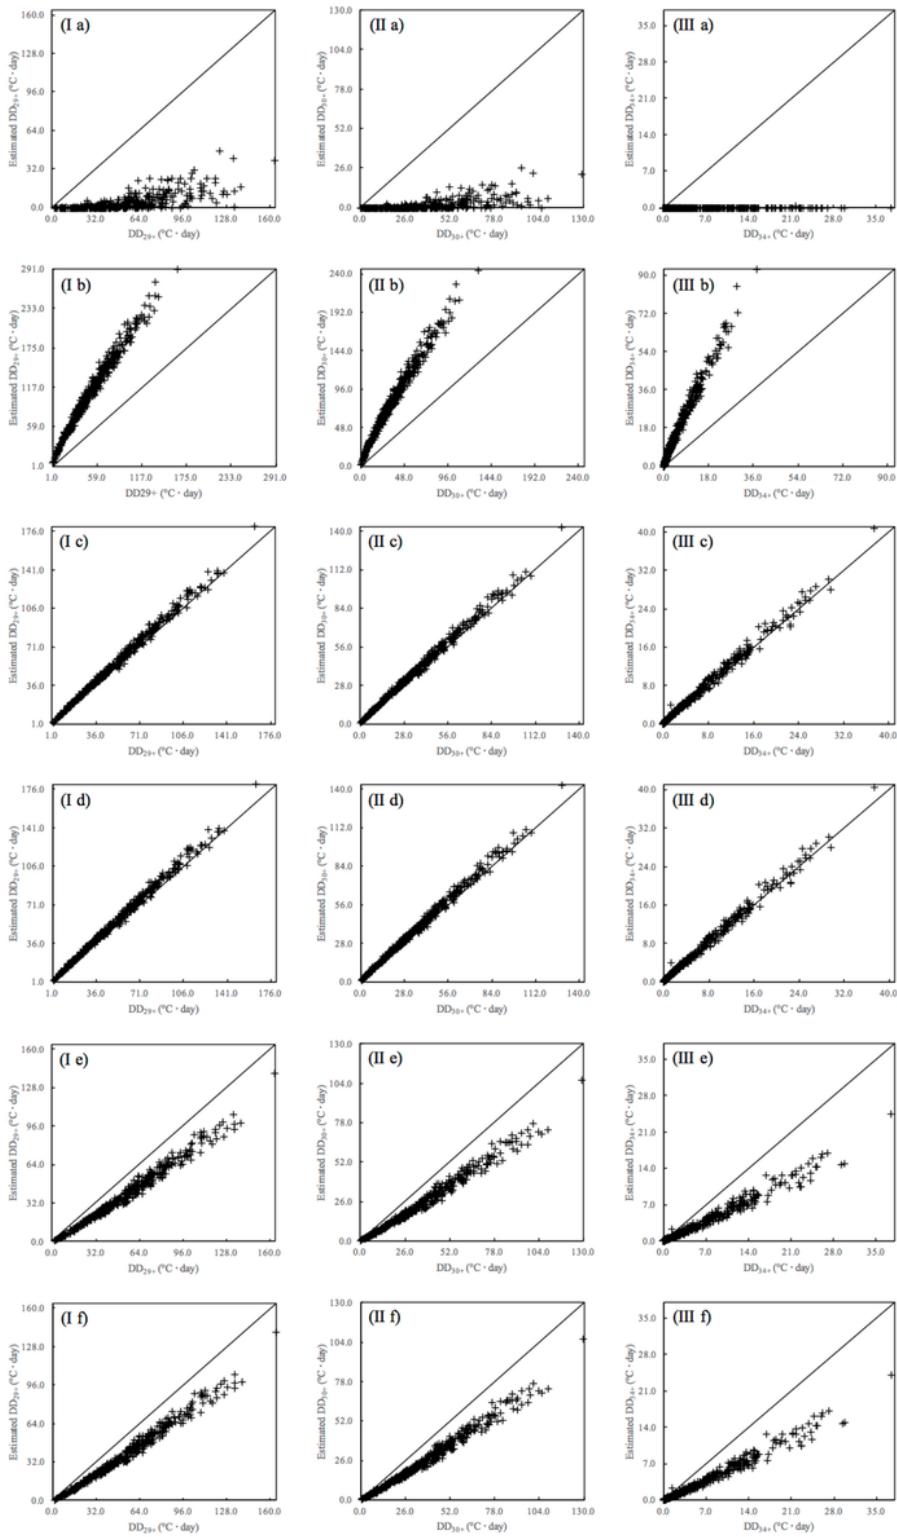 (I a)
Estimated DD₂₉₊ (°C · day)
160.0
128.0
96.0
64.0
32.0
0.0
0.0 32.0 64.0 96.0 128.0 160.0
DD₂₉₊ (°C · day)
(II a)
Estimated DD₃₀₊ (°C · day)
130.0
104.0
78.0
52.0
26.0
0.0
0.0 26.0 52.0 78.0 104.0 130.0
DD₃₀₊ (°C · day)
(III a)
Estimated DD₃₄₊ (°C · day)
35.0
28.0
21.0
14.0
7.0
0.0
0.0 7.0 14.0 21.0 28.0 35.0
DD₃₄₊ (°C · day)
(I b)
Estimated DD₂₉₊ (°C · day)
291.0
233.0
175.0
117.0
59.0
1.0
1.0 59.0 117.0 175.0 233.0 291.0
DD29+ (°C · day)
(II b)
Estimated DD₃₀₊ (°C · day)
240.0
192.0
144.0
96.0
48.0
0.0
0.0 48.0 96.0 144.0 192.0 240.0
DD₃₀₊ (°C · day)
(III b)
Estimated DD₃₄₊ (°C · day)
90.0
72.0
54.0
36.0
18.0
0.0
0.0 18.0 36.0 54.0 72.0 90.0
DD₃₄₊ (°C · day)
(I c)
Estimated DD₂₉₊ (°C · day)
176.0
141.0
106.0
71.0
36.0
1.0
1.0 36.0 71.0 106.0 141.0 176.0
DD₂₉₊ (°C · day)
(II c)
Estimated DD₃₀₊ (°C · day)
140.0
112.0
84.0
56.0
28.0
0.0
0.0 28.0 56.0 84.0 112.0 140.0
DD₃₀₊ (°C · day)
(III c)
Estimated DD₃₄₊ (°C · day)
40.0
32.0
24.0
16.0
8.0
0.0
0.0 8.0 16.0 24.0 32.0 40.0
DD₃₄₊ (°C · day)
(I d)
Estimated DD₂₉₊ (°C · day)
176.0
141.0
106.0
71.0
36.0
1.0
1.0 36.0 71.0 106.0 141.0 176.0
DD₂₉₊ (°C · day)
(II d)
Estimated DD₃₀₊ (°C · day)
140.0
112.0
84.0
56.0
28.0
0.0
0.0 28.0 56.0 84.0 112.0 140.0
DD₃₀₊ (°C · day)
(III d)
Estimated DD₃₄₊ (°C · day)
40.0
32.0
24.0
16.0
8.0
0.0
0.0 8.0 16.0 24.0 32.0 40.0
DD₃₄₊ (°C · day)
(I e)
Estimated DD₂₉₊ (°C · day)
160.0
128.0
96.0
64.0
32.0
0.0
0.0 32.0 64.0 96.0 128.0 160.0
DD₂₉₊ (°C · day)
(II e)
Estimated DD₃₀₊ (°C · day)
130.0
104.0
78.0
52.0
26.0
0.0
0.0 26.0 52.0 78.0 104.0 130.0
DD₃₀₊ (°C · day)
(III e)
Estimated DD₃₄₊ (°C · day)
35.0
28.0
21.0
14.0
7.0
0.0
0.0 7.0 14.0 21.0 28.0 35.0
DD₃₄₊ (°C · day)
(I f)
Estimated DD₂₉₊ (°C · day)
160.0
128.0
96.0
64.0
32.0
0.0
0.0 32.0 64.0 96.0 128.0 160.0
DD₂₉₊ (°C · day)
(II f)
Estimated DD₃₀₊ (°C · day)
130.0
104.0
78.0
52.0
26.0
0.0
0.0 26.0 52.0 78.0 104.0 130.0
DD₃₀₊ (°C · day)
(III f)
Estimated DD₃₄₊ (°C · day)
35.0
28.0
21.0
14.0
7.0
0.0
0.0 7.0 14.0 21.0 28.0 35.0
DD₃₄₊ (°C · day)